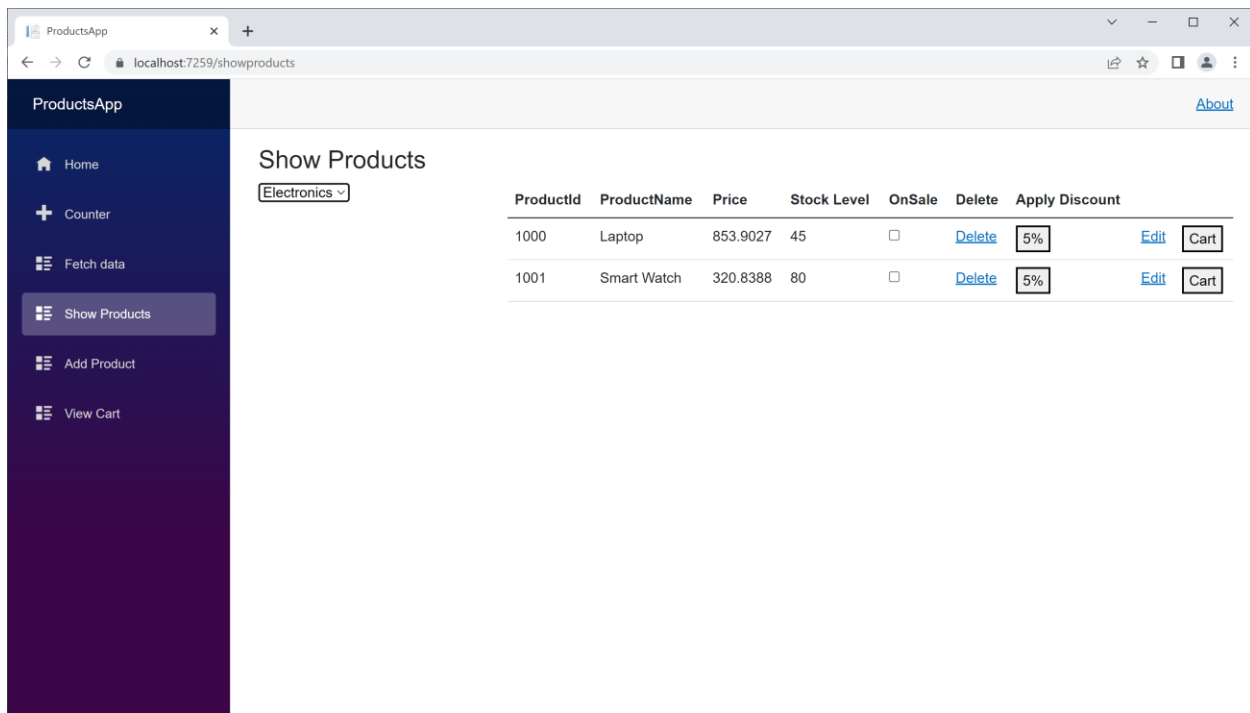 ProductsApp
localhost:7259/showproducts
ProductsApp
About
Home
Counter
Fetch data
Show Products
Add Product
View Cart
Show Products
Electronics
ProductId ProductName Price Stock Level OnSale Delete Apply Discount
1000 Laptop 853.9027 45 Delete 5% Edit Cart
1001 Smart Watch 320.8388 80 Delete 5% Edit Cart